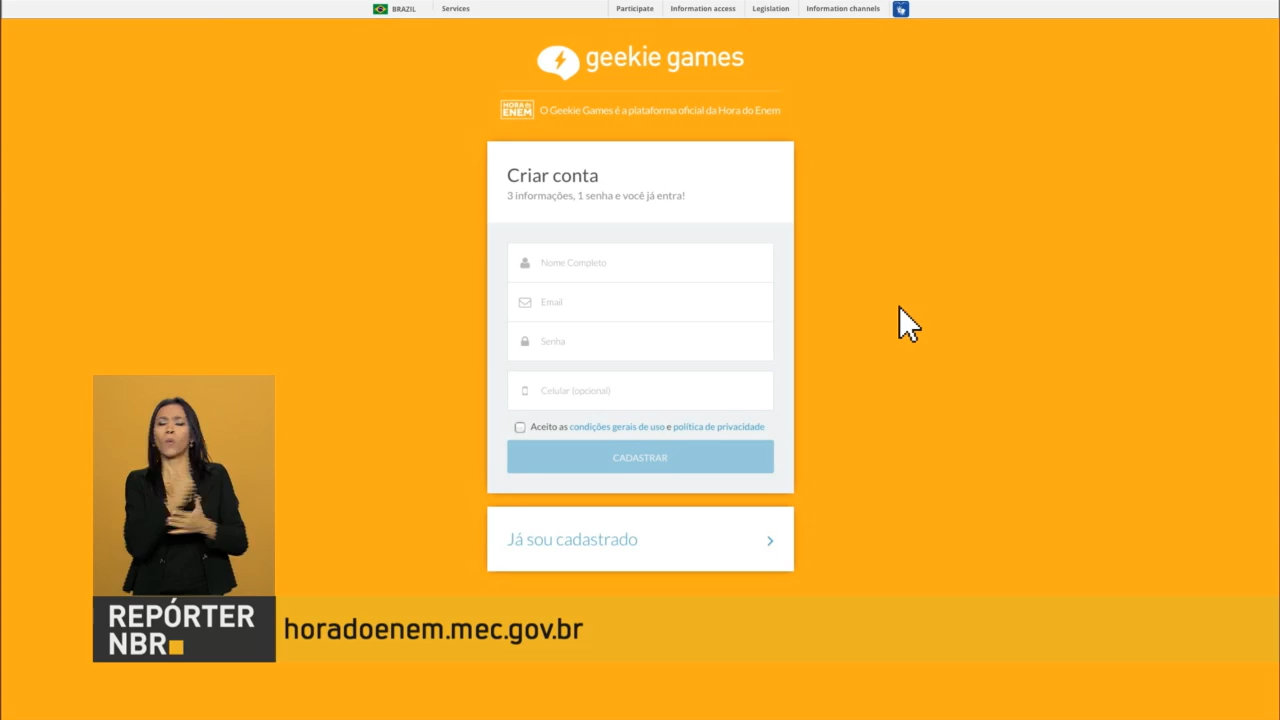 BRAZIL
Services
Participate
Information access
Legislation
Information channels
geekie games
HORA do
ENEM
O Geekie Games é a plataforma oficial da Hora do Enem
Criar conta
3 informações, 1 senha e você já entra!
Nome Completo
Email
Senha
Celular (opcional)
Aceito as condições gerais de uso e política de privacidade
CADASTRAR
Já sou cadastrado
REPÓRTER
NBR
horadoenem.mec.gov.br